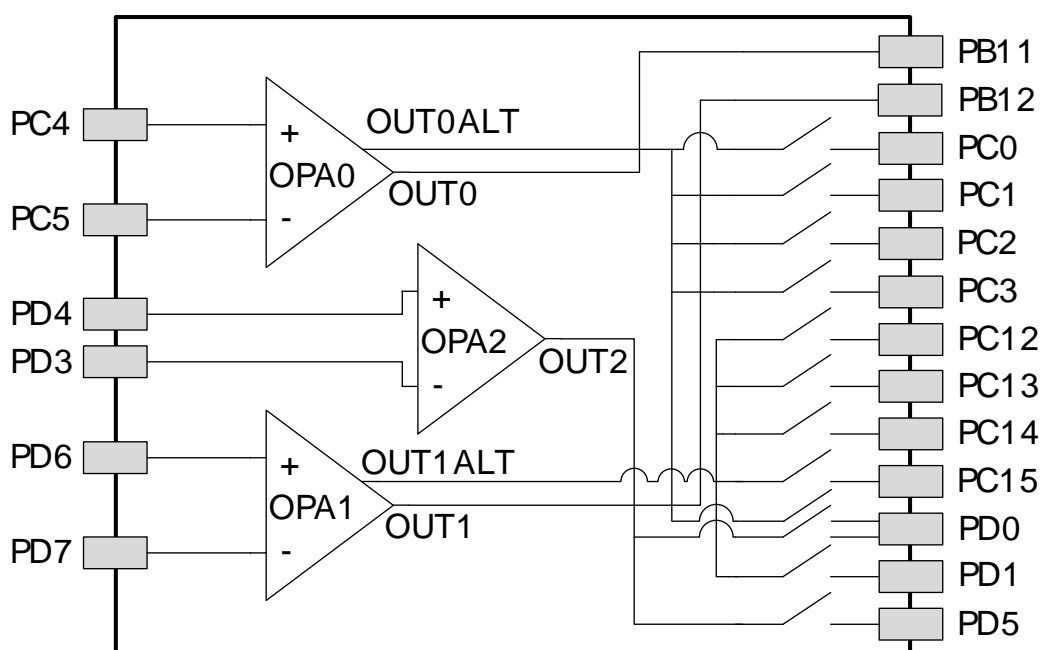 PC4
PC5
PD4
PD3
PD6
PD7
+
OPA0
-
OUT0ALT
OUT0
+
OPA2
-
OUT2
+
OPA1
-
OUT1ALT
OUT1
PB11
PB12
PC0
PC1
PC2
PC3
PC12
PC13
PC14
PC15
PD0
PD1
PD5